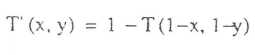 T'(x, y) = 1 - T(1-x, 1-y)